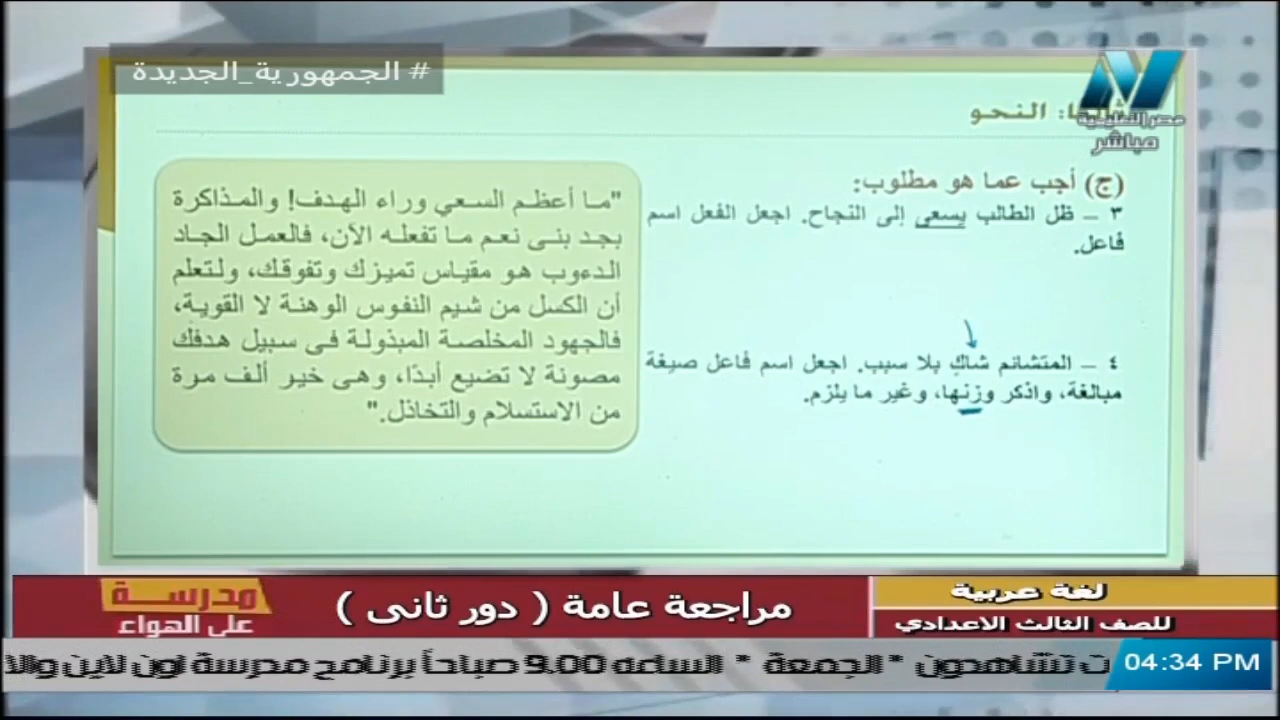 # الجمهورية_الجديدة
مصر التعليمية
مباشر
ثالثا: النحو
(ج) أجب عما هو مطلوب:
٣ – ظل الطالب يسعى إلى النجاح. اجعل الفعل اسم
فاعل.
٤ – المتشائم شاكٍ بلا سبب. اجعل اسم فاعل صيغة
مبالغة، واذكر وزنها، وغير ما يلزم.
"ما أعظم السعي وراء الهدف! والمذاكرة
بجد بنى نعم ما تفعله الآن، فالعمل الجاد
الدءوب هو مقياس تميزك وتفوقك، ولتعلم
أن الكسل من شيم النفوس الوهنة لا القوية،
فالجهود المخلصة المبذولة فى سبيل هدفك
مصونة لا تضيع أبدًا، وهى خير ألف مرة
من الاستسلام والتخاذل."
لغة عربية
للصف الثالث الاعدادي
مراجعة عامة ( دور ثانى )
مدرسة
على الهواء
ت تشاهدون * الجمعة * الساعه 9.00 صباحاً برنامج مدرسة اون لاين والا
04:34 PM